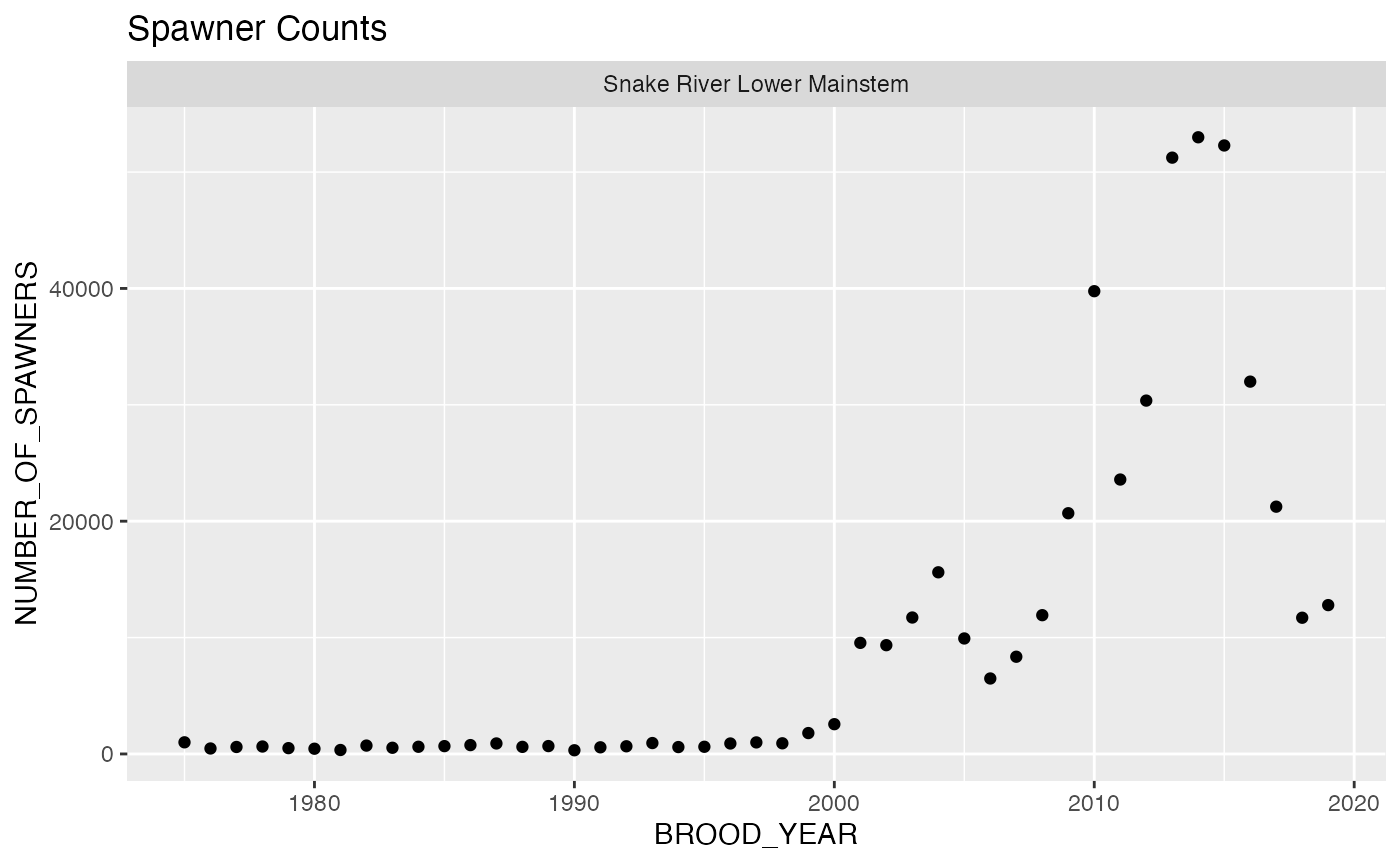 Spawner Counts
Snake River Lower Mainstem
NUMBER_OF_SPAWNERS
40000
20000
0
1980 1990 2000 2010 2020
BROOD_YEAR